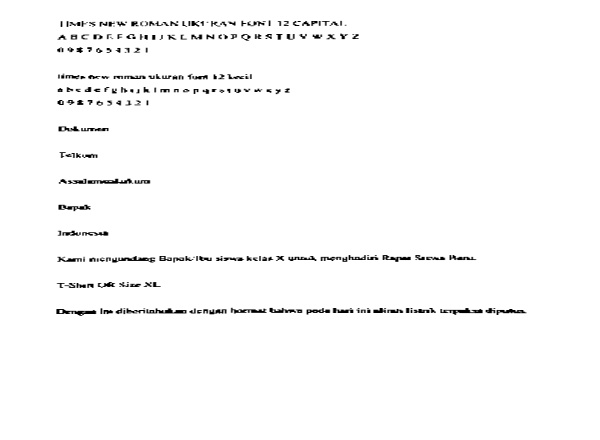 TIMES NEW ROMAN UKURAN FONT 12 CAPITAL
A B C D E F G H I J K L M N O P Q R S T U V W X Y Z
0 9 8 7 6 5 4 3 2 1
times new roman ukuran font 12 kecil
a b c d e f g h i j k l m n o p q r s t u v w x y z
0 9 8 7 6 5 4 3 2 1
Dokumen
Telkom
Assalamualaikum
Bapak
Indonesia
Kami mengundang Bapak/Ibu siswa kelas X untuk menghadiri Rapat Siswa Baru.
T-Shirt OR Size XL
Dengan ini diberitahukan dengan hormat bahwa pada hari ini aliran listrik terpaksa diputus.